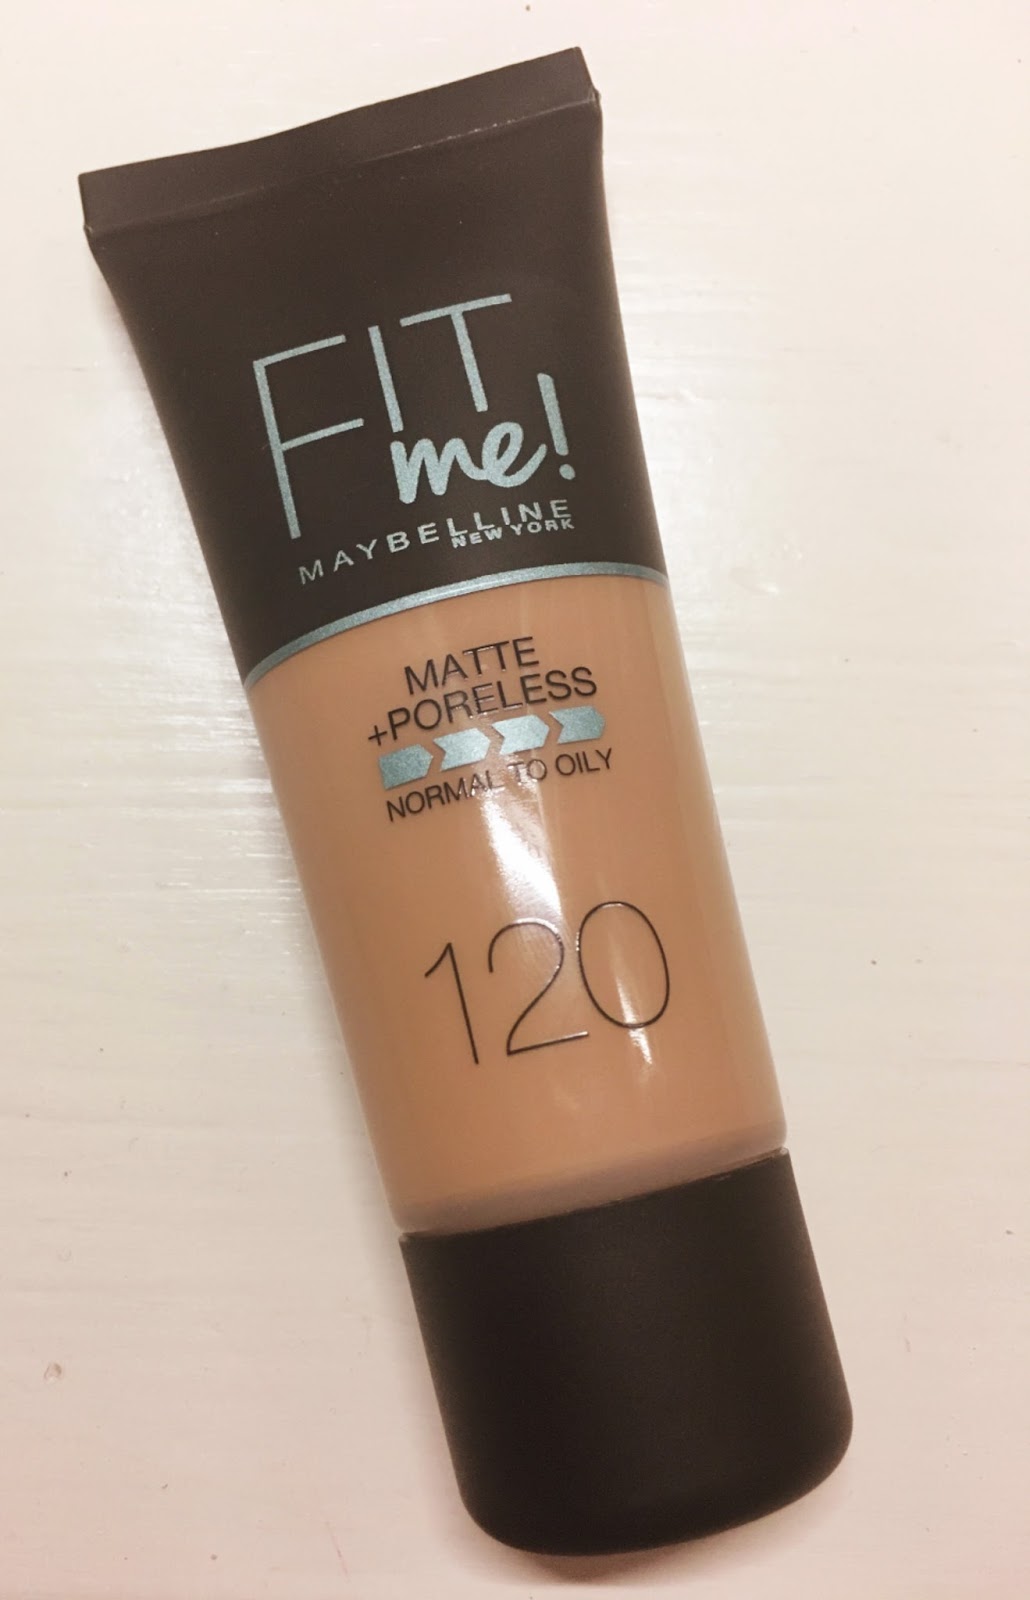 FIT
me!
MAYBELLINE
NEW YORK
MATTE
+PORELESS
NORMAL TO OILY
120